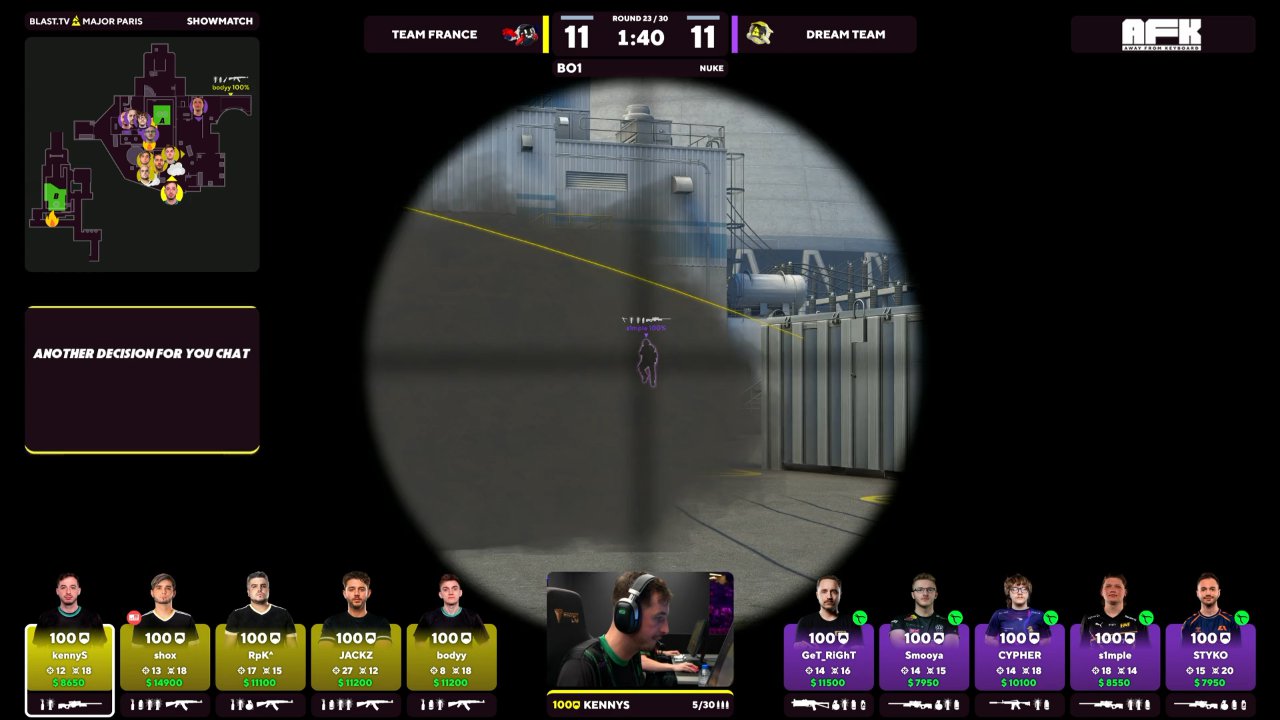 BLAST.TV MAJOR PARIS SHOWMATCH
TEAM FRANCE 11 ROUND 23 / 30 1:40 11 DREAM TEAM
BO1 NUKE
AFK
AWAY FROM KEYBOARD
bodyy 100%
A
B
ANOTHER DECISION FOR YOU CHAT
s1mple 100%
100 100 100 100 100 100 100 100 100 100
kennyS shox RpK^ JACKZ bodyy GeT_RiGhT Smooya CYPHER s1mple STYKO
12 18 13 18 17 15 27 12 8 18 14 16 14 15 14 18 18 14 15 20
$8650 $14900 $11100 $11200 $11200 $11500 $7950 $10100 $8550 $7950
100 KENNYS 5/30